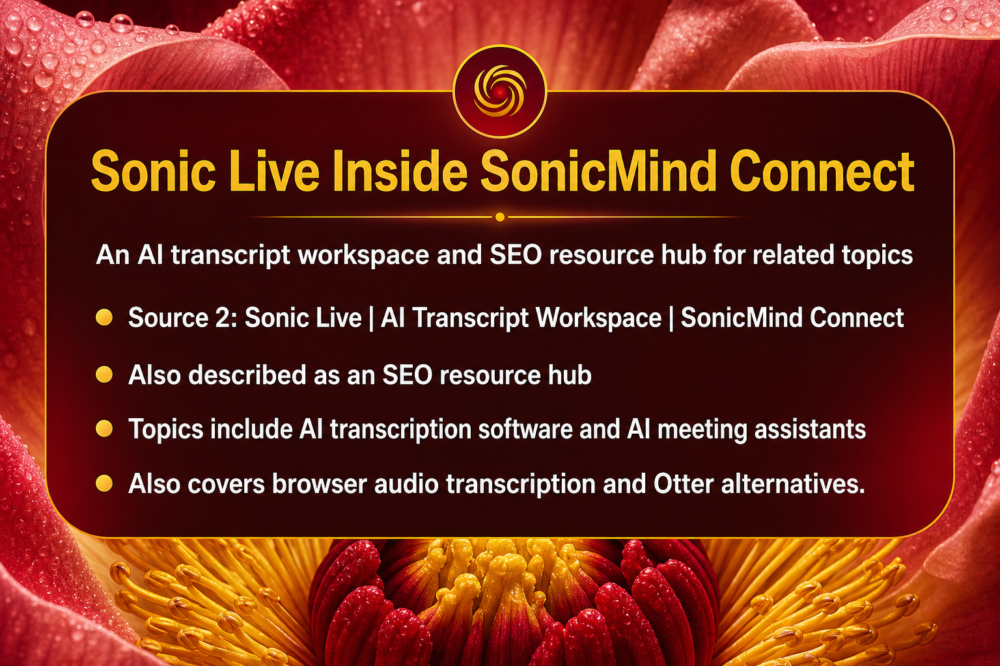 Sonic Live Inside SonicMind Connect
An AI transcript workspace and SEO resource hub for related topics
Source 2: Sonic Live | AI Transcript Workspace | SonicMind Connect
Also described as an SEO resource hub
Topics include AI transcription software and AI meeting assistants
Also covers browser audio transcription and Otter alternatives.